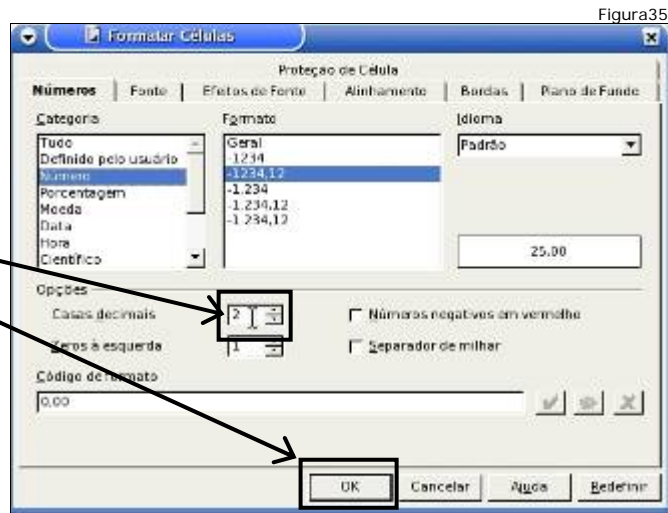 Figura35
Formatar Células
Proteção de Célula
Números Fonte Efeitos de Fonte Alinhamento Bordas Plano de Fundo
Categoria Formato Idioma
Tudo Geral Padrão
Definido pelo usuário -1234
Número -1234,12
Porcentagem -1.234
Moeda -1.234,12
Data -1.234,12
Hora
Científico 25.00
Opções
Casas decimais 2 Números negativos em vermelho
Zeros à esquerda 1 Separador de milhar
Código de formato
0,00
OK Cancelar Ajuda Redefinir